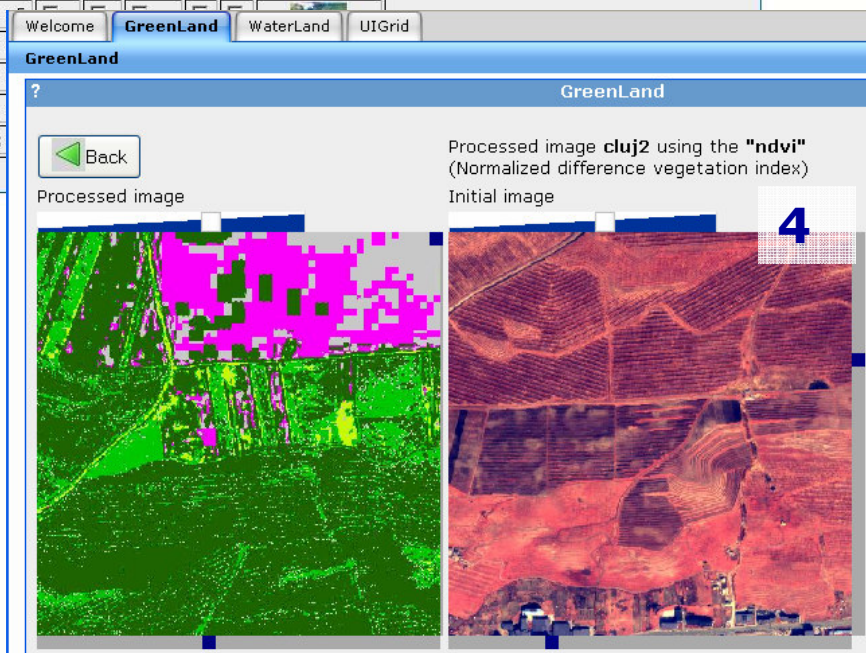 Welcome GreenLand WaterLand UIGrid
GreenLand
? GreenLand
Back
Processed image cluj2 using the "ndvi"
(Normalized difference vegetation index)
Processed image
Initial image
4